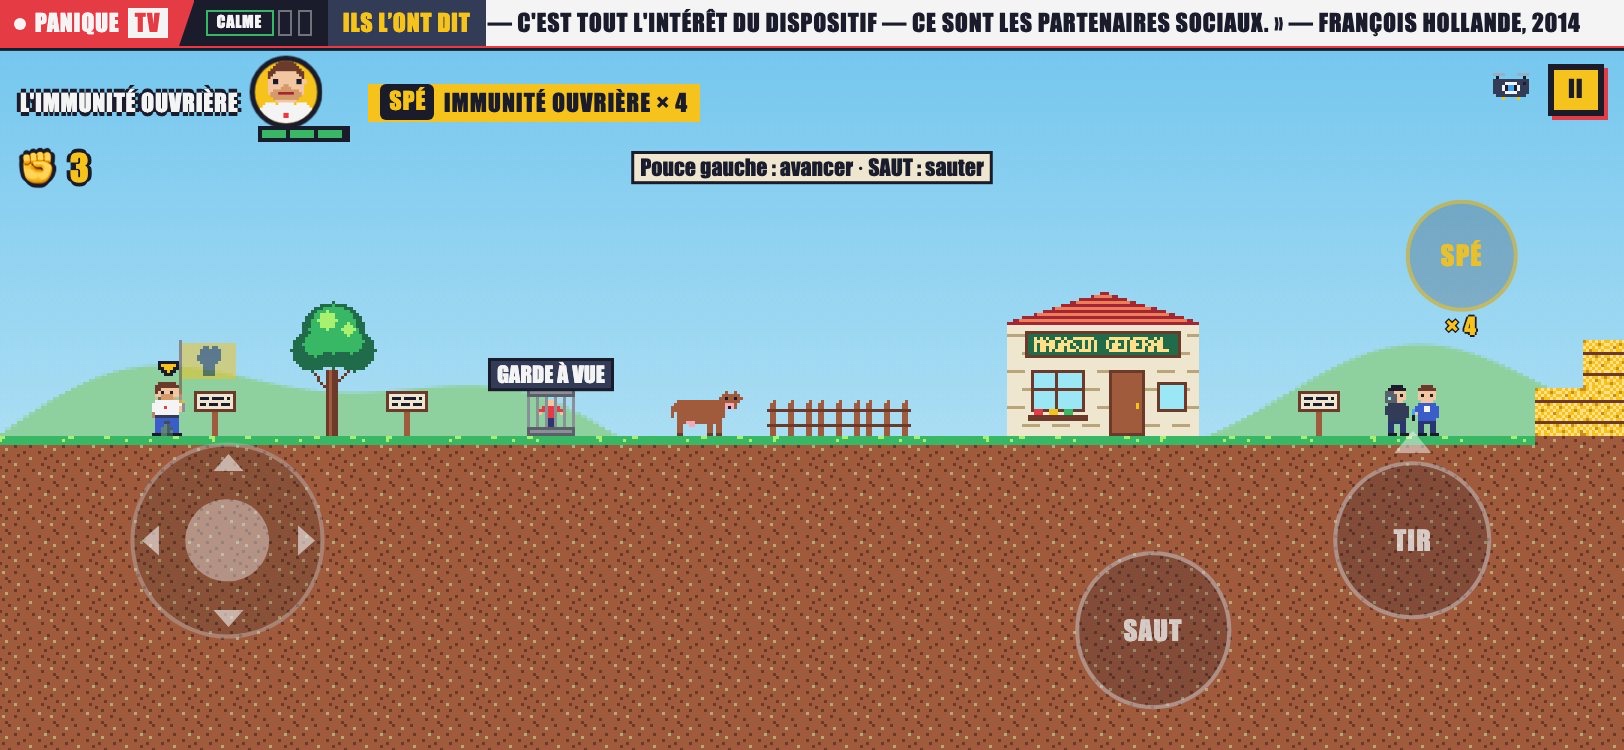 PANIQUE TV
CALME
ILS L'ONT DIT
— C'EST TOUT L'INTÉRÊT DU DISPOSITIF — CE SONT LES PARTENAIRES SOCIAUX. » — FRANÇOIS HOLLANDE, 2014
L'IMMUNITÉ OUVRIÈRE
SPÉ IMMUNITÉ OUVRIÈRE × 4
3
Pouce gauche : avancer · SAUT : sauter
SPÉ
× 4
MAGASIN GENERAL
GARDE À VUE
TIR
SAUT